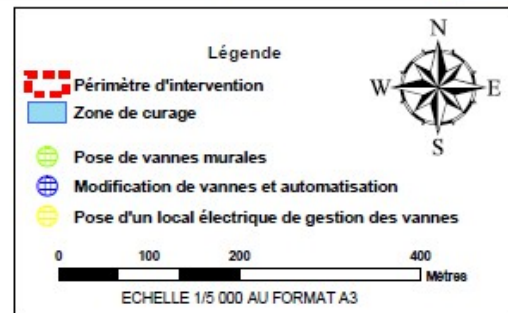 Légende
N
W
E
S
Périmètre d'intervention
Zone de curage
Pose de vannes murales
Modification de vannes et automatisation
Pose d'un local électrique de gestion des vannes
0 100 200 400
Mètres
ECHELLE 1/5 000 AU FORMAT A3